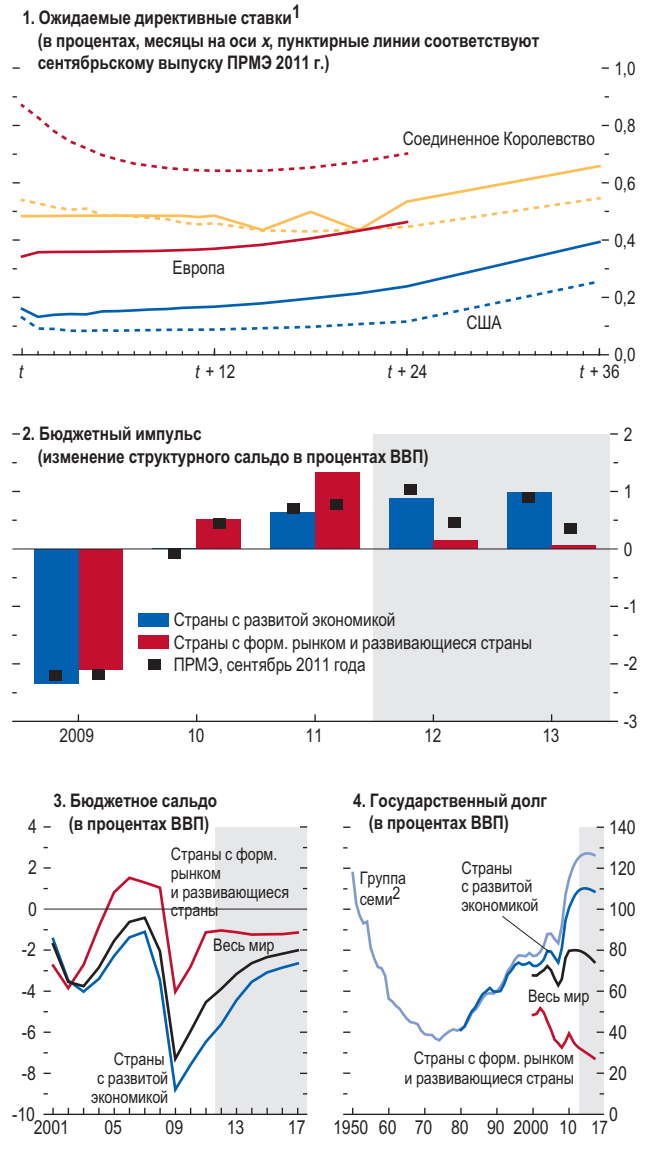 1. Ожидаемые директивные ставки1
(в процентах, месяцы на оси x, пунктирные линии соответствуют
сентябрьскому выпуску ПРМЭ 2011 г.)
1,0
0,8
Соединенное Королевство
0,6
0,4
Европа
0,2
США
0,0
t
t + 12
t + 24
t + 36
2. Бюджетный импульс
(изменение структурного сальдо в процентах ВВП)
2
1
0
-1
-2
-3
Страны с развитой экономикой
Страны с форм. рынком и развивающиеся страны
ПРМЭ, сентябрь 2011 года
2009
10
11
12
13
3. Бюджетное сальдо
(в процентах ВВП)
4
2
0
-2
-4
-6
-8
-10
Страны с форм.
рынком
и развивающиеся
страны
Весь мир
Страны
с развитой
экономикой
2001
05
09
13
17
4. Государственный долг
(в процентах ВВП)
140
120
100
80
60
40
20
0
Группа
семи2
Страны
с развитой
экономикой
Весь мир
Страны с форм. рынком
и развивающиеся страны
1950
60
70
80
90
2000
10
17